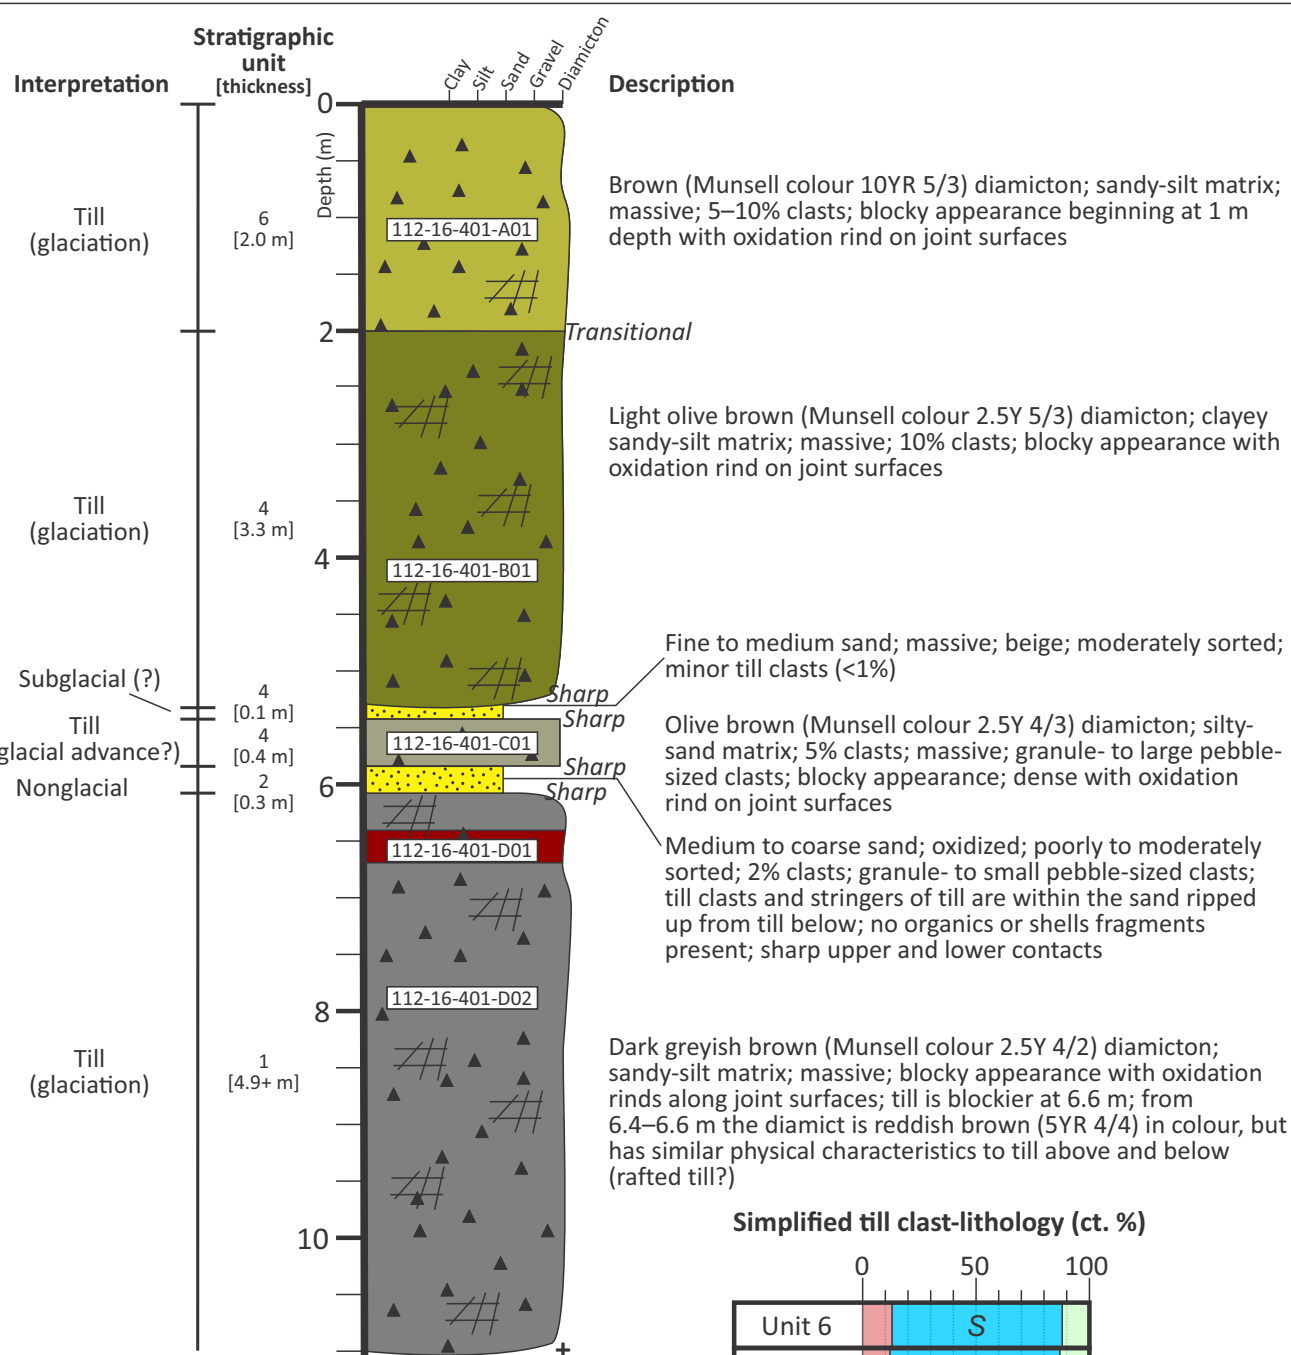 Interpretation
Stratigraphic
unit
[thickness]
Clay
Silt
Sand
Gravel
Diamicton
Description
Depth (m)
0
2
4
6
8
10
Till
(glaciation)
6
[2.0 m]
112-16-401-A01
Brown (Munsell colour 10YR 5/3) diamicton; sandy-silt matrix;
massive; 5–10% clasts; blocky appearance beginning at 1 m
depth with oxidation rind on joint surfaces
Transitional
Till
(glaciation)
4
[3.3 m]
112-16-401-B01
Light olive brown (Munsell colour 2.5Y 5/3) diamicton; clayey
sandy-silt matrix; massive; 10% clasts; blocky appearance with
oxidation rind on joint surfaces
Subglacial (?)
4
[0.1 m]
Sharp
Fine to medium sand; massive; beige; moderately sorted;
minor till clasts (<1%)
Till
glacial advance?)
4
[0.4 m]
112-16-401-C01
Sharp
Olive brown (Munsell colour 2.5Y 4/3) diamicton; silty-
sand matrix; 5% clasts; massive; granule- to large pebble-
sized clasts; blocky appearance; dense with oxidation
rind on joint surfaces
Nonglacial
2
[0.3 m]
Sharp
Sharp
Medium to coarse sand; oxidized; poorly to moderately
sorted; 2% clasts; granule- to small pebble-sized clasts;
till clasts and stringers of till are within the sand ripped
up from till below; no organics or shells fragments
present; sharp upper and lower contacts
112-16-401-D01
112-16-401-D02
Till
(glaciation)
1
[4.9+ m]
Dark greyish brown (Munsell colour 2.5Y 4/2) diamicton;
sandy-silt matrix; massive; blocky appearance with oxidation
rinds along joint surfaces; till is blockier at 6.6 m; from
6.4–6.6 m the diamict is reddish brown (5YR 4/4) in colour, but
has similar physical characteristics to till above and below
(rafted till?)
+
Simplified till clast-lithology (ct. %)
0 50 100
Unit 6 S